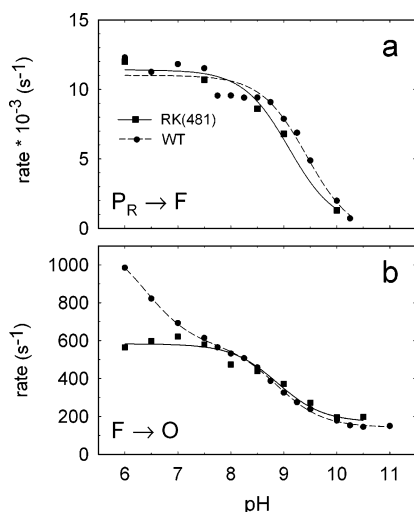 a
rate * 10⁻³ (s⁻¹)
15
10
5
0
RK(481)
WT
P_R → F
b
rate (s⁻¹)
1000
800
600
400
200
0
F → O
6 7 8 9 10 11
pH